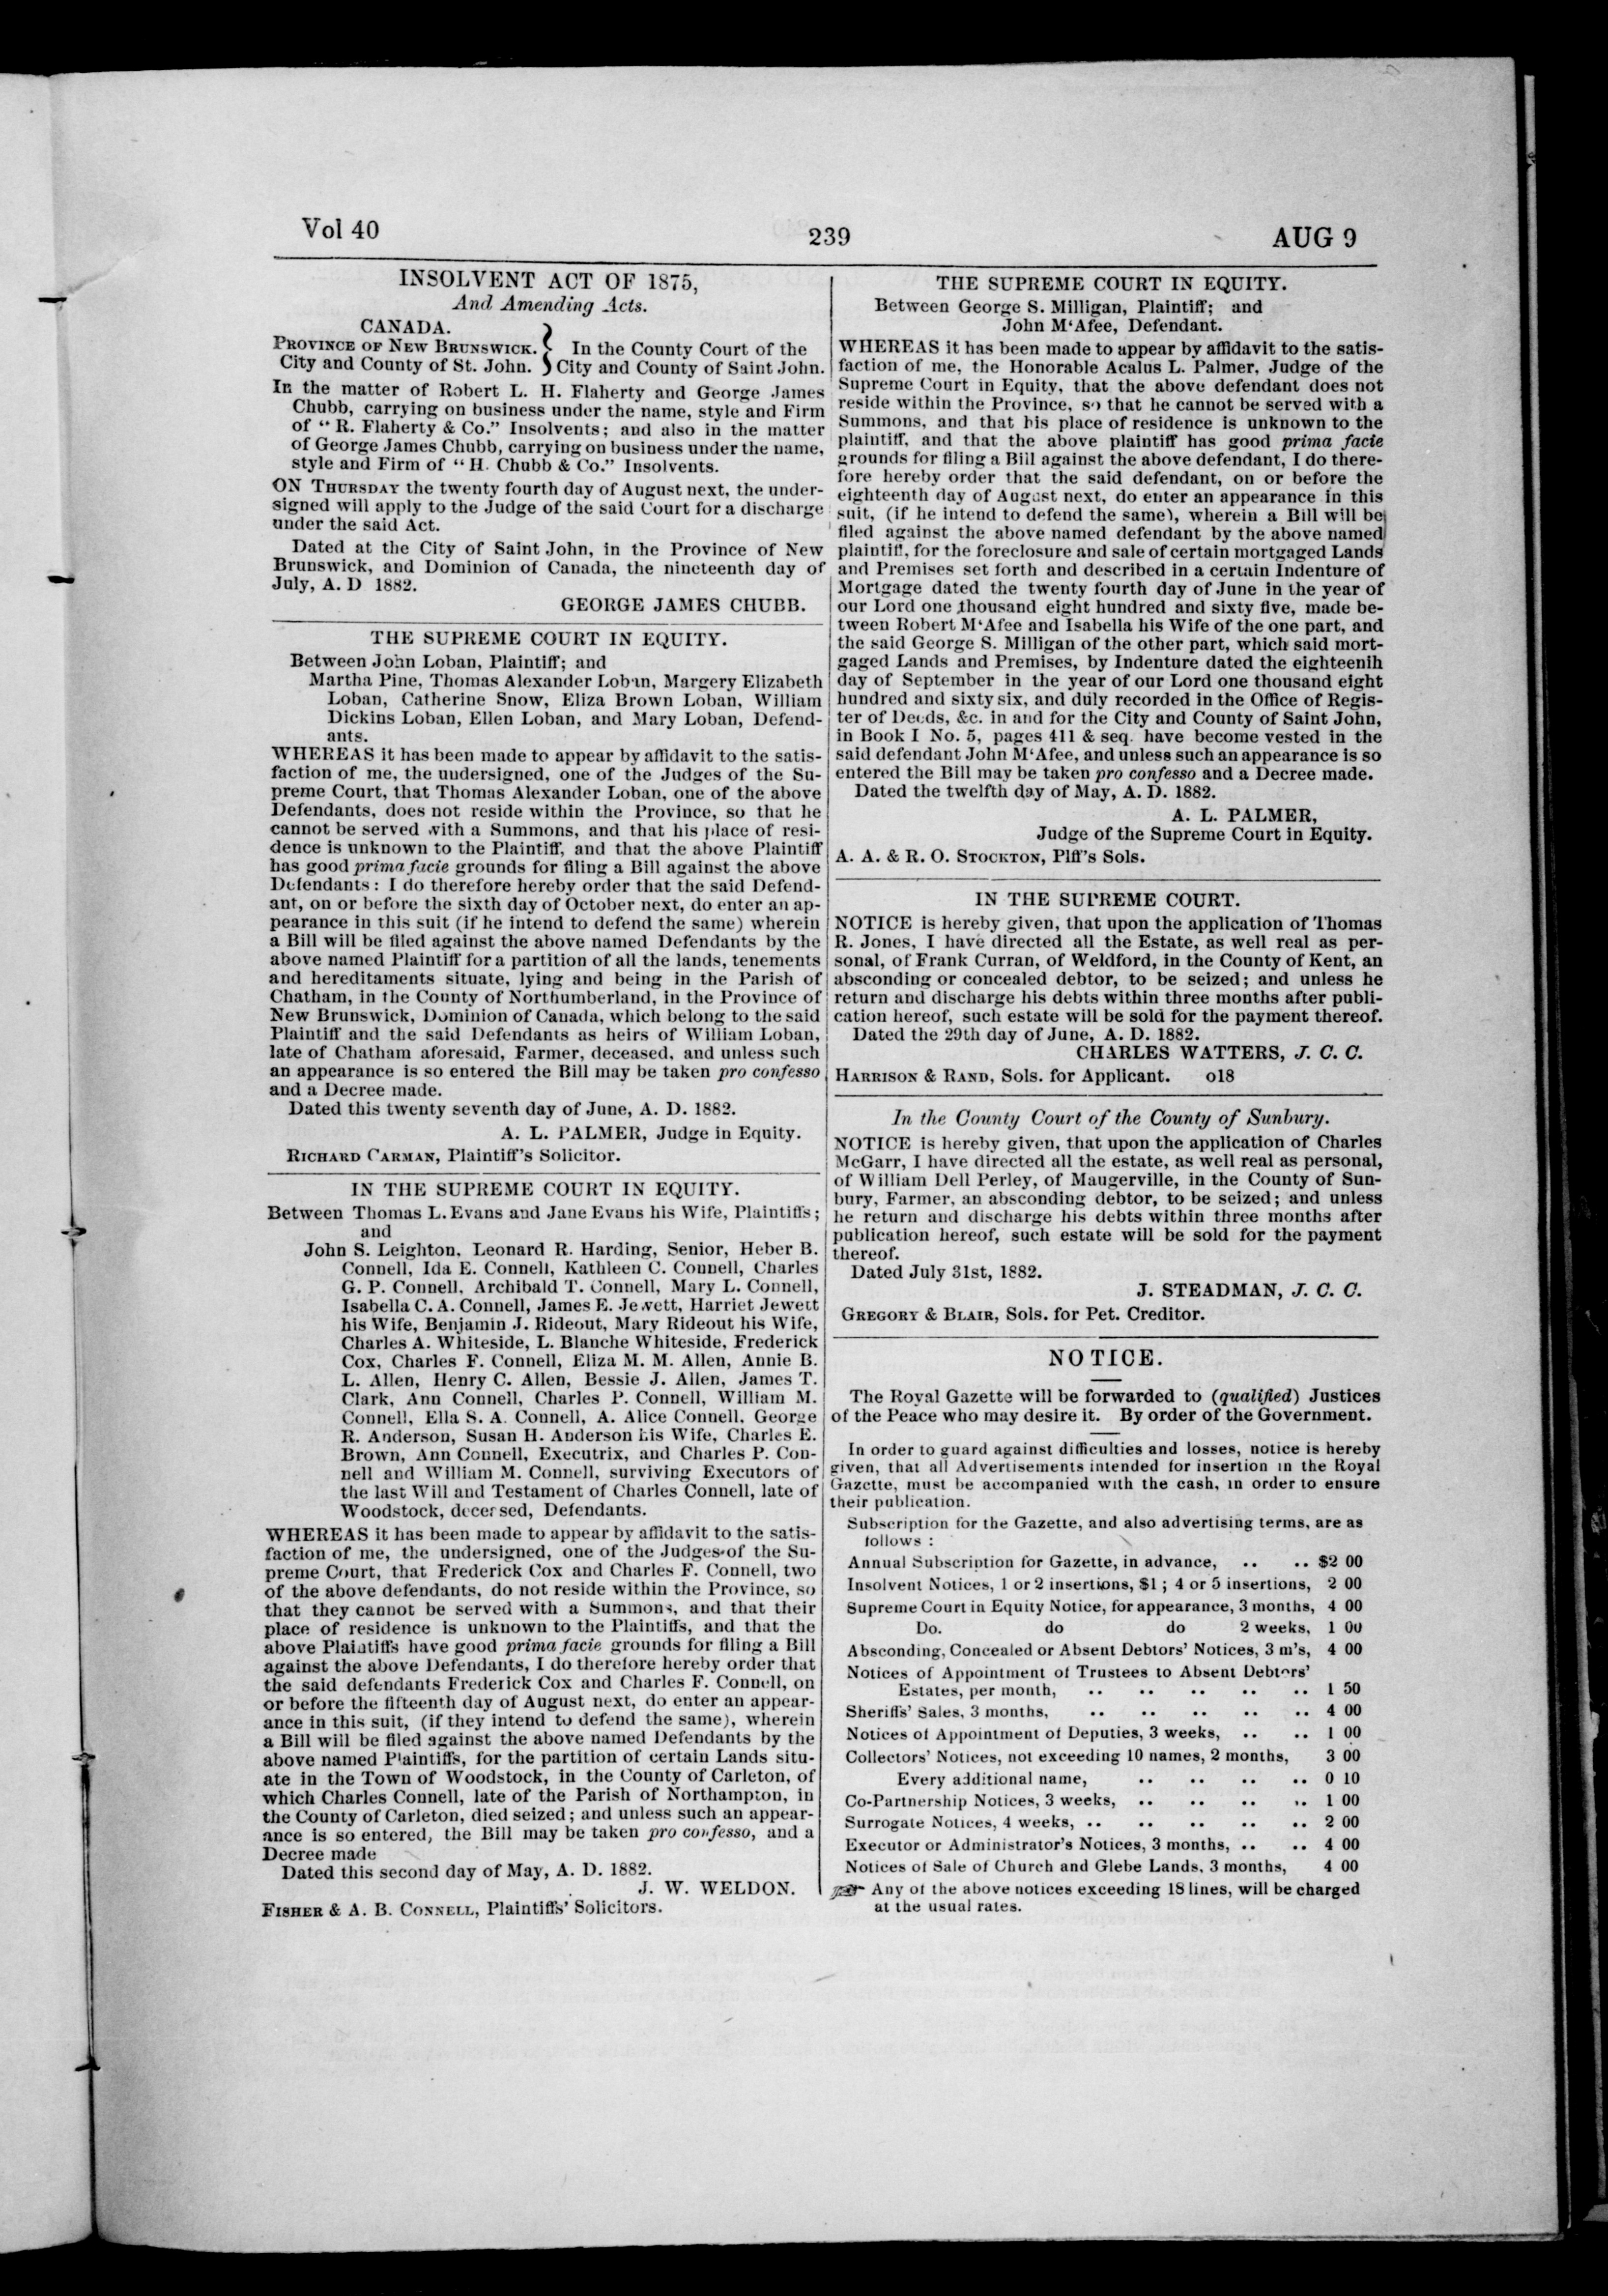 Vol 40
239
AUG 9
INSOLVENT ACT OF 1875,
And Amending Acts.
CANADA.
PROVINCE OF NEW BRUNSWICK. } In the County Court of the
City and County of St. John. } City and County of Saint John.
In the matter of Robert L. H. Flaherty and George James
Chubb, carrying on business under the name, style and Firm
of "R. Flaherty & Co." Insolvents; and also in the matter
of George James Chubb, carrying on business under the name,
style and Firm of "H. Chubb & Co." Insolvents.
ON THURSDAY the twenty fourth day of August next, the under-
signed will apply to the Judge of the said Court for a discharge
under the said Act.
Dated at the City of Saint John, in the Province of New
Brunswick, and Dominion of Canada, the nineteenth day of
July, A. D 1882.
GEORGE JAMES CHUBB.
THE SUPREME COURT IN EQUITY.
Between John Loban, Plaintiff; and
Martha Pine, Thomas Alexander Loban, Margery Elizabeth
Loban, Catherine Snow, Eliza Brown Loban, William
Dickins Loban, Ellen Loban, and Mary Loban, Defend-
ants.
WHEREAS it has been made to appear by affidavit to the satis-
faction of me, the undersigned, one of the Judges of the Su-
preme Court, that Thomas Alexander Loban, one of the above
Defendants, does not reside within the Province, so that he
cannot be served with a Summons, and that his place of resi-
dence is unknown to the Plaintiff, and that the above Plaintiff
has good prima facie grounds for filing a Bill against the above
Defendants: I do therefore hereby order that the said Defend-
ant, on or before the sixth day of October next, do enter an ap-
pearance in this suit (if he intend to defend the same) wherein
a Bill will be filed against the above named Defendants by the
above named Plaintiff for a partition of all the lands, tenements
and hereditaments situate, lying and being in the Parish of
Chatham, in the County of Northumberland, in the Province of
New Brunswick, Dominion of Canada, which belong to the said
Plaintiff and the said Defendants as heirs of William Loban,
late of Chatham aforesaid, Farmer, deceased, and unless such
an appearance is so entered the Bill may be taken pro confesso
and a Decree made.
Dated this twenty seventh day of June, A. D. 1882.
A. L. PALMER, Judge in Equity.
RICHARD CARMAN, Plaintiff's Solicitor.
IN THE SUPREME COURT IN EQUITY.
Between Thomas L. Evans and Jane Evans his Wife, Plaintiffs;
and
John S. Leighton, Leonard R. Harding, Senior, Heber B.
Connell, Ida E. Connell, Kathleen C. Connell, Charles
G. P. Connell, Archibald T. Connell, Mary L. Connell,
Isabella C. A. Connell, James E. Jewett, Harriet Jewett
his Wife, Benjamin J. Rideout, Mary Rideout his Wife,
Charles A. Whiteside, L. Blanche Whiteside, Frederick
Cox, Charles F. Connell, Eliza M. M. Allen, Annie B.
L. Allen, Henry C. Allen, Bessie J. Allen, James T.
Clark, Ann Connell, Charles P. Connell, William M.
Connell, Ella S. A. Connell, A. Alice Connell, George
R. Anderson, Susan H. Anderson his Wife, Charles E.
Brown, Ann Connell, Executrix, and Charles P. Con-
nell and William M. Connell, surviving Executors of
the last Will and Testament of Charles Connell, late of
Woodstock, deceased, Defendants.
WHEREAS it has been made to appear by affidavit to the satis-
faction of me, the undersigned, one of the Judges of the Su-
preme Court, that Frederick Cox and Charles F. Connell, two
of the above defendants, do not reside within the Province, so
that they cannot be served with a Summons, and that their
place of residence is unknown to the Plaintiffs, and that the
above Plaintiffs have good prima facie grounds for filing a Bill
against the above Defendants, I do therefore hereby order that
the said defendants Frederick Cox and Charles F. Connell, on
or before the fifteenth day of August next, do enter an appear-
ance in this suit, (if they intend to defend the same), wherein
a Bill will be filed against the above named Defendants by the
above named Plaintiffs, for the partition of certain Lands situ-
ate in the Town of Woodstock, in the County of Carleton, of
which Charles Connell, late of the Parish of Northampton, in
the County of Carleton, died seized; and unless such an appear-
ance is so entered, the Bill may be taken pro confesso, and a
Decree made
Dated this second day of May, A. D. 1882.
J. W. WELDON.
FISHER & A. B. CONNELL, Plaintiffs' Solicitors.
THE SUPREME COURT IN EQUITY.
Between George S. Milligan, Plaintiff; and
John M'Afee, Defendant.
WHEREAS it has been made to appear by affidavit to the satis-
faction of me, the Honorable Acalus L. Palmer, Judge of the
Supreme Court in Equity, that the above defendant does not
reside within the Province, so that he cannot be served with a
Summons, and that his place of residence is unknown to the
plaintiff, and that the above plaintiff has good prima facie
grounds for filing a Bill against the above defendant, I do there-
fore hereby order that the said defendant, on or before the
eighteenth day of August next, do enter an appearance in this
suit, (if he intend to defend the same), wherein a Bill will be
filed against the above named defendant by the above named
plaintiff, for the foreclosure and sale of certain mortgaged Lands
and Premises set forth and described in a certain Indenture of
Mortgage dated the twenty fourth day of June in the year of
our Lord one thousand eight hundred and sixty five, made be-
tween Robert M'Afee and Isabella his Wife of the one part, and
the said George S. Milligan of the other part, which said mort-
gaged Lands and Premises, by Indenture dated the eighteenih
day of September in the year of our Lord one thousand eight
hundred and sixty six, and duly recorded in the Office of Regis-
ter of Deeds, &c. in and for the City and County of Saint John,
in Book I No. 5, pages 411 & seq. have become vested in the
said defendant John M'Afee, and unless such an appearance is so
entered the Bill may be taken pro confesso and a Decree made.
Dated the twelfth day of May, A. D. 1882.
A. L. PALMER,
Judge of the Supreme Court in Equity.
A. A. & R. O. STOCKTON, Plff's Sols.
IN THE SUPREME COURT.
NOTICE is hereby given, that upon the application of Thomas
R. Jones, I have directed all the Estate, as well real as per-
sonal, of Frank Curran, of Weldford, in the County of Kent, an
absconding or concealed debtor, to be seized; and unless he
return and discharge his debts within three months after publi-
cation hereof, such estate will be sold for the payment thereof.
Dated the 29th day of June, A. D. 1882.
CHARLES WATTERS, J. C. C.
HARRISON & RAND, Sols. for Applicant. o18
In the County Court of the County of Sunbury.
NOTICE is hereby given, that upon the application of Charles
McGarr, I have directed all the estate, as well real as personal,
of William Dell Perley, of Maugerville, in the County of Sun-
bury, Farmer, an absconding debtor, to be seized; and unless
he return and discharge his debts within three months after
publication hereof, such estate will be sold for the payment
thereof.
Dated July 31st, 1882.
J. STEADMAN, J. C. C.
GREGORY & BLAIR, Sols. for Pet. Creditor.
NOTICE.
The Royal Gazette will be forwarded to (qualified) Justices
of the Peace who may desire it. By order of the Government.
In order to guard against difficulties and losses, notice is hereby
given, that all Advertisements intended for insertion in the Royal
Gazette, must be accompanied with the cash, in order to ensure
their publication.
Subscription for the Gazette, and also advertising terms, are as
follows:
Annual Subscription for Gazette, in advance, .. .. $2 00
Insolvent Notices, 1 or 2 insertions, $1; 4 or 5 insertions, 2 00
Supreme Court in Equity Notice, for appearance, 3 months, 4 00
Do. do do 2 weeks, 1 00
Absconding, Concealed or Absent Debtors' Notices, 3 m's, 4 00
Notices of Appointment of Trustees to Absent Debtors'
Estates, per month, .. .. .. .. .. 1 50
Sheriffs' Sales, 3 months, .. .. .. .. .. 4 00
Notices of Appointment of Deputies, 3 weeks, .. .. 1 00
Collectors' Notices, not exceeding 10 names, 2 months, 3 00
Every additional name, .. .. .. .. 0 10
Co-Partnership Notices, 3 weeks, .. .. .. .. 1 00
Surrogate Notices, 4 weeks, .. .. .. .. .. 2 00
Executor or Administrator's Notices, 3 months, .. .. 4 00
Notices of Sale of Church and Glebe Lands, 3 months, 4 00
☞ Any of the above notices exceeding 18 lines, will be charged
at the usual rates.